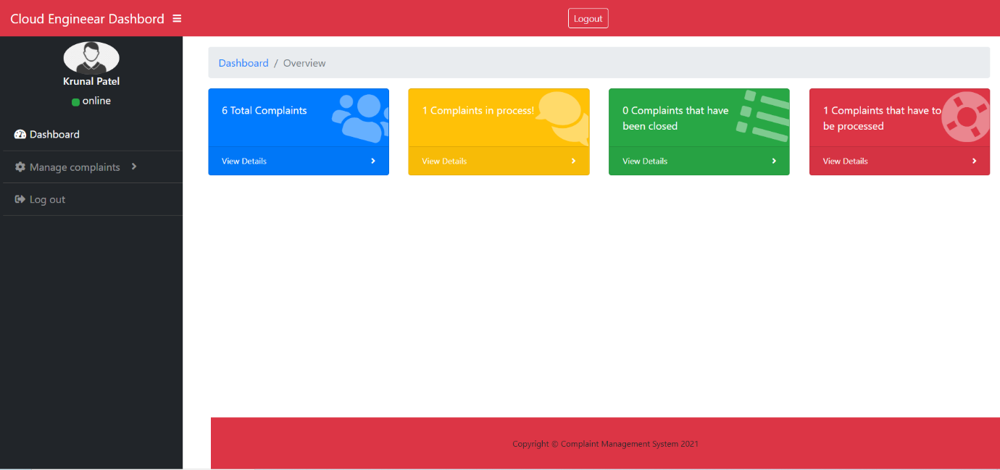 Cloud Engineear Dashbord
Logout
Krunal Patel
online
Dashboard
Manage complaints
Log out
Dashboard / Overview
6 Total Complaints
View Details
1 Complaints in process!
View Details
0 Complaints that have
been closed
View Details
1 Complaints that have to
be processed
View Details
Copyright © Complaint Management System 2021